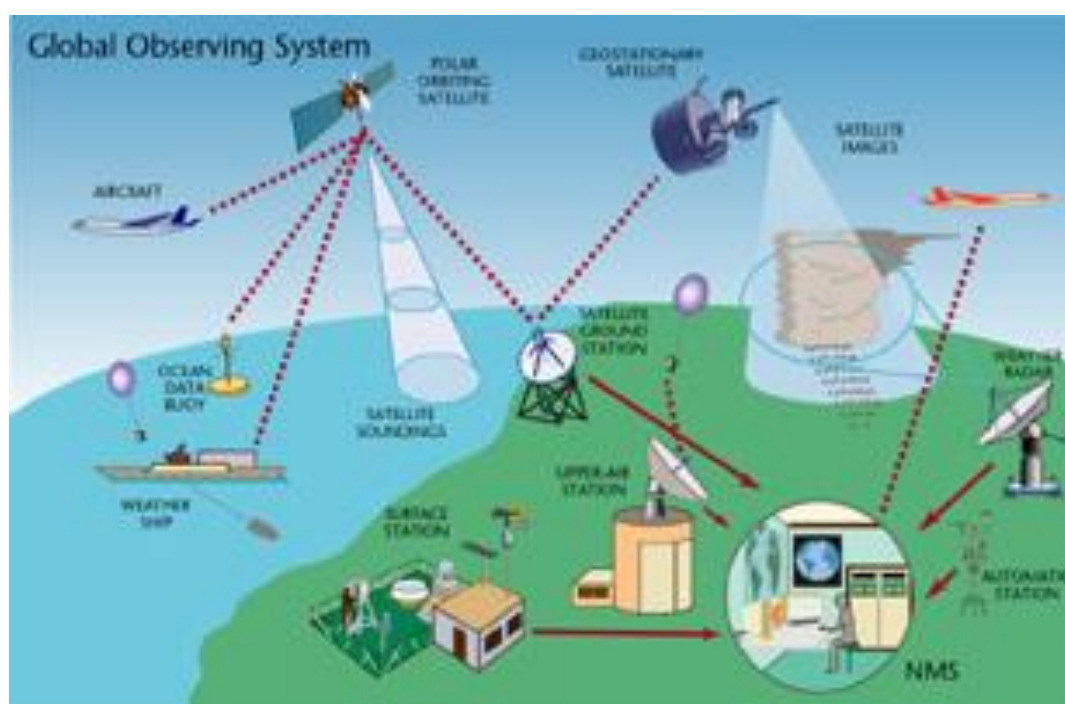 Global Observing System
POLAR
ORBITING
SATELLITE
GEOSTATIONARY
SATELLITE
SATELLITE
IMAGES
AIRCRAFT
SATELLITE
GROUND
STATION
WEATHER
RADAR
OCEAN
DATA
BUOY
SATELLITE
SOUNDINGS
UPPER-AIR
STATION
WEATHER
SHIP
SURFACE
STATION
AUTOMATI
STATION
NMS